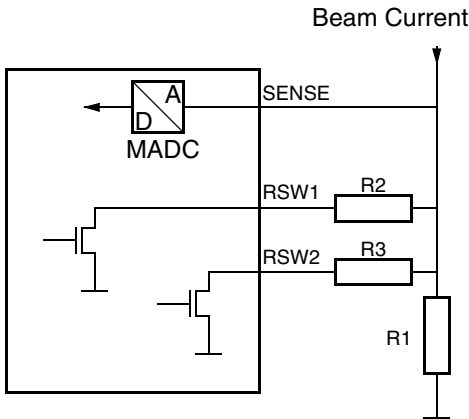 Beam Current
A
SENSE
D
MADC
RSW1
R2
RSW2
R3
R1